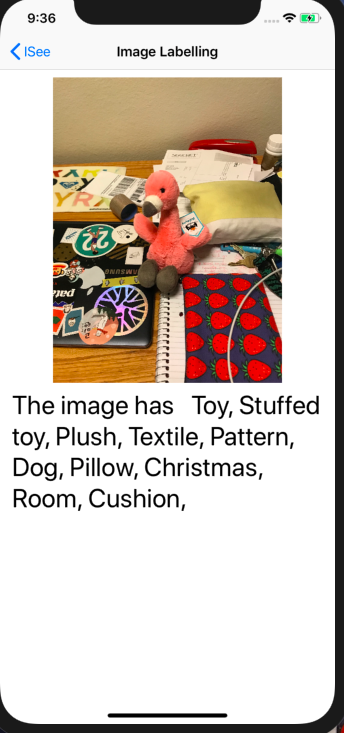 9:36
ISee
Image Labelling
SAMSUNG
The image has Toy, Stuffed
toy, Plush, Textile, Pattern,
Dog, Pillow, Christmas,
Room, Cushion,